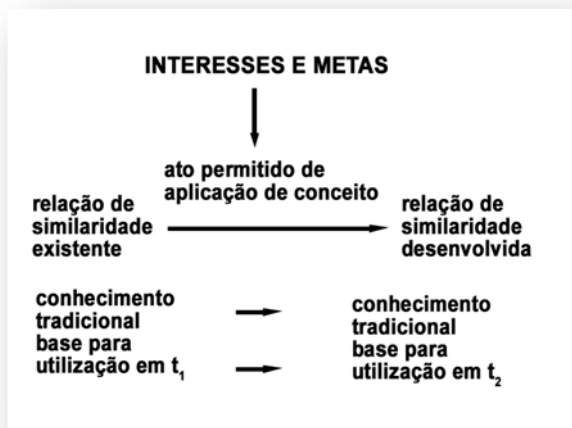 INTERESSES E METAS
ato permitido de
aplicação de conceito
relação de
similaridade
existente
relação de
similaridade
desenvolvida
conhecimento
tradicional
base para
utilização em t₁
conhecimento
tradicional
base para
utilização em t₂